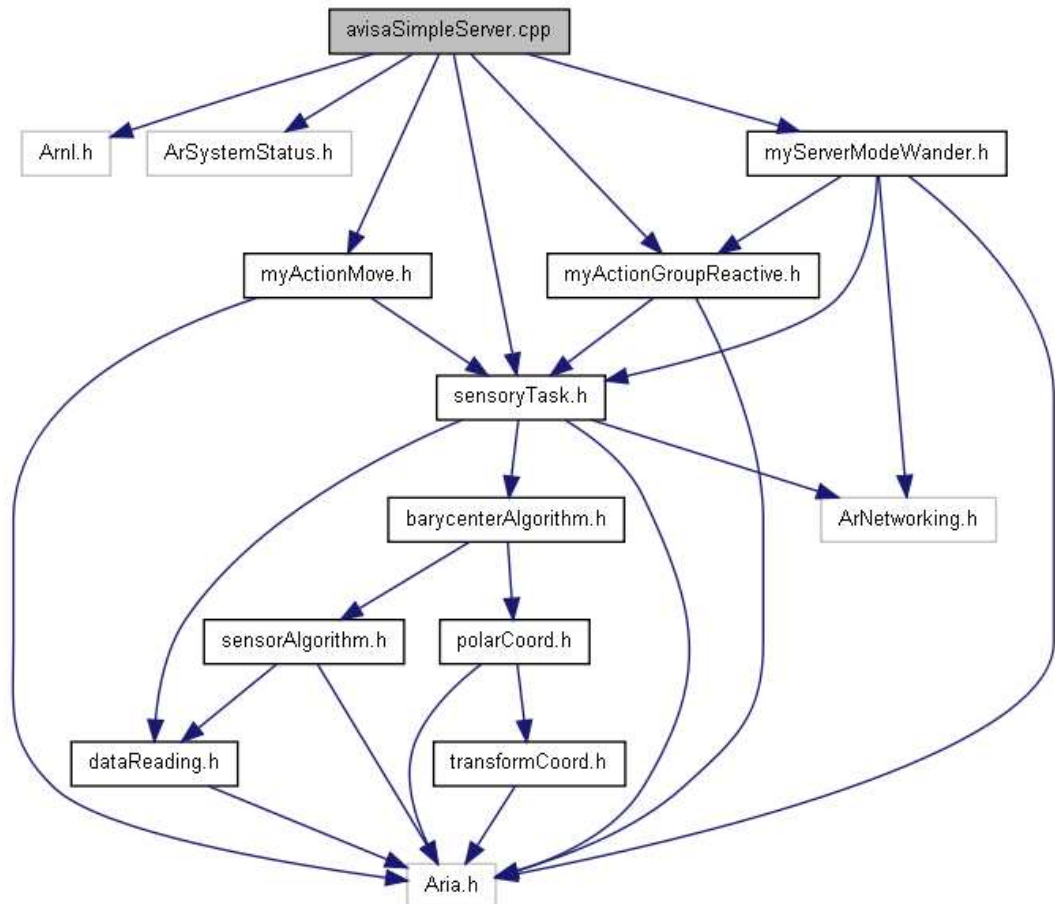 avisaSimpleServer.cpp
Arnl.h
ArSystemStatus.h
myServerModeWander.h
myActionMove.h
myActionGroupReactive.h
sensoryTask.h
barycenterAlgorithm.h
ArNetworking.h
sensorAlgorithm.h
polarCoord.h
dataReading.h
transformCoord.h
Aria.h